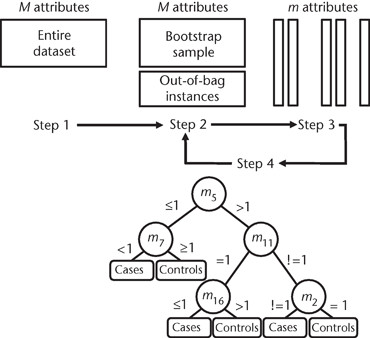 M attributes M attributes m attributes
Entire dataset
Bootstrap sample
Out-of-bag instances
Step 1 Step 2 Step 3
Step 4
m5
≤1 >1
m7 m11
<1 ≥1 =1 !=1
Cases Controls
m16 m2
≤1 >1 !=1 = 1
Cases Controls Cases Controls